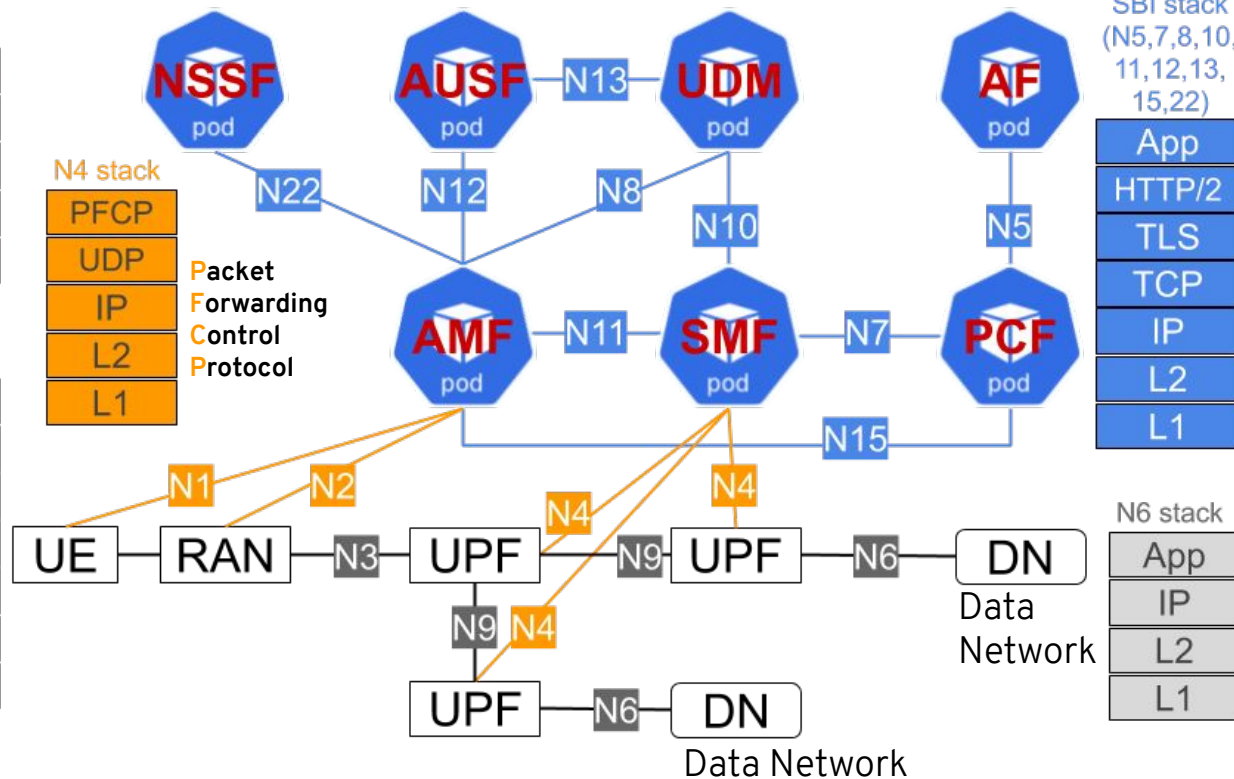 SBI stack
(N5,7,8,10,
11,12,13,
15,22)
NSSF
pod
AUSF
pod
N13
UDM
pod
AF
pod
App
HTTP/2
TLS
TCP
IP
L2
L1
N4 stack
PFCP
UDP
IP
L2
L1
Packet
Forwarding
Control
Protocol
N22
N12
N8
N10
N5
AMF
pod
N11
SMF
pod
N7
PCF
pod
N15
N1
N2
N4
N4
UE
RAN
N3
UPF
N9
UPF
N6
DN
Data
Network
N9
N4
UPF
N6
DN
Data Network
N6 stack
App
IP
L2
L1